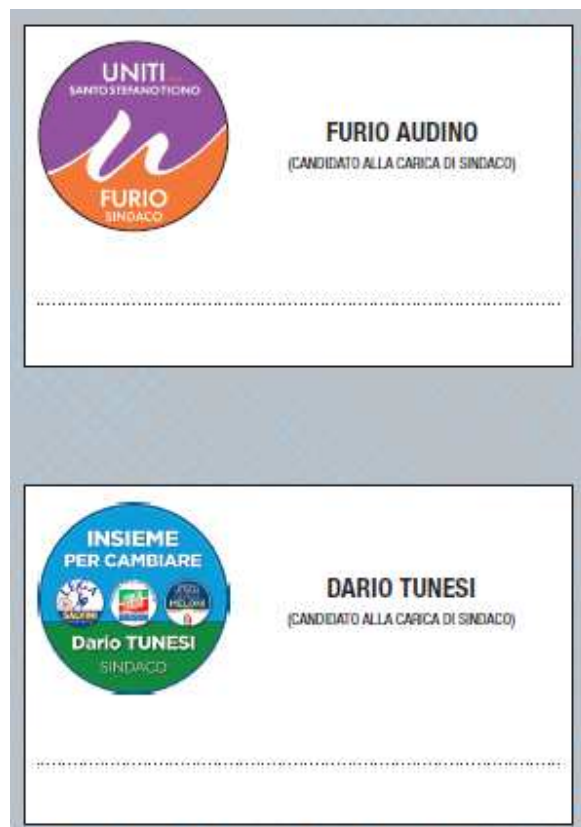 UNITI
SANTO STEFANO TICINO
FURIO
SINDACO
FURIO AUDINO
(CANDIDATO ALLA CARICA DI SINDACO)
INSIEME
PER CAMBIARE
LEGA
SALVINI
MELONI
Dario TUNESI
SINDACO
DARIO TUNESI
(CANDIDATO ALLA CARICA DI SINDACO)